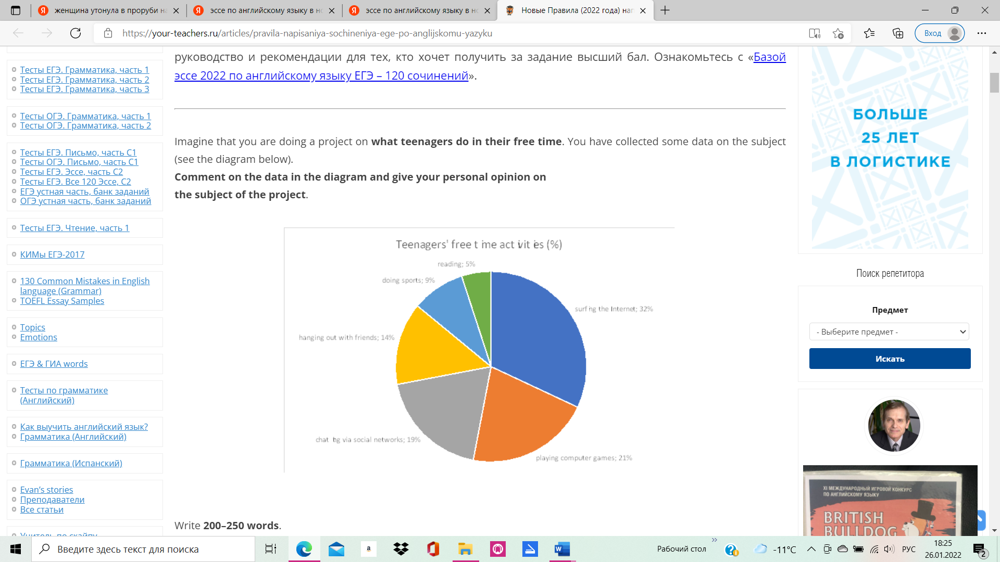 женщина утонула в проруби на
эссе по английскому языку в но
эссе по английскому языку в но
Новые Правила (2022 года) нап
https://your-teachers.ru/articles/pravila-napisaniya-sochineniya-ege-po-anglijskomu-yazyku
Вход
Тесты ЕГЭ. Грамматика, часть 1
Тесты ЕГЭ. Грамматика, часть 2
Тесты ЕГЭ. Грамматика, часть 3
Тесты ОГЭ. Грамматика, часть 1
Тесты ОГЭ. Грамматика, часть 2
Тесты ЕГЭ. Письмо, часть C1
Тесты ОГЭ. Письмо, часть C1
Тесты ЕГЭ. Эссе, часть C2
Тесты ЕГЭ. Все 120 Эссе, C2
ЕГЭ устная часть, банк заданий
ОГЭ устная часть, банк заданий
Тесты ЕГЭ. Чтение, часть 1
КИМы ЕГЭ-2017
130 Common Mistakes in English
language (Grammar)
TOEFL Essay Samples
Topics
Emotions
ЕГЭ & ГИА words
Тесты по грамматике
(Английский)
Как выучить английский язык?
Грамматика (Английский)
Грамматика (Испанский)
Evan's stories
Преподаватели
Все статьи
Учитель по скайпу
руководство и рекомендации для тех, кто хочет получить за задание высший бал. Ознакомьтесь с «Базой
эссе 2022 по английскому языку ЕГЭ – 120 сочинений».
Imagine that you are doing a project on what teenagers do in their free time. You have collected some data on the subject
(see the diagram below).
Comment on the data in the diagram and give your personal opinion on
the subject of the project.
Teenagers' free t ime act ivit ies (%)
reading; 5%
doing sports; 9%
surfing the Internet; 32%
hanging out with friends; 14%
chat ng via social networks; 19%
playing computer games; 21%
Write 200–250 words.
БОЛЬШЕ
25 ЛЕТ
В ЛОГИСТИКЕ
Поиск репетитора
Предмет
- Выберите предмет -
Искать
XI МЕЖДУНАРОДНЫЙ ИГРОВОЙ КОНКУРС
ПО АНГЛИЙСКОМУ ЯЗЫКУ
BRITISH
BULLDOG
Введите здесь текст для поиска
Рабочий стол
-11°C
РУС
18:25
26.01.2022
2